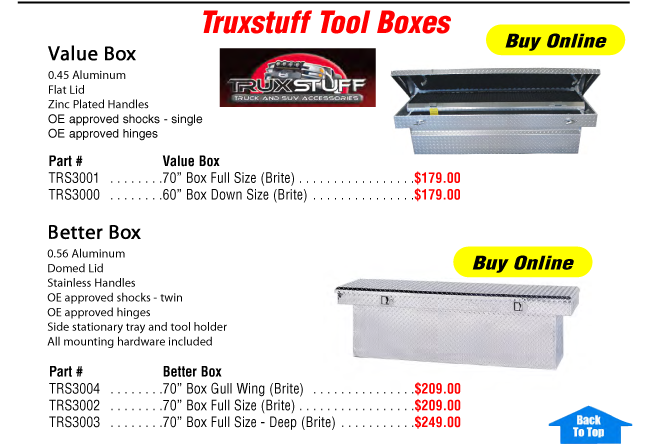 Truxstuff Tool Boxes
Value Box
Buy Online
0.45 Aluminum
Flat Lid
Zinc Plated Handles
OE approved shocks - single
OE approved hinges
TRUXSTUFF
TRUCK AND SUV ACCESSORIES
Part # Value Box
TRS3001 . . . . . . . .70” Box Full Size (Brite) . . . . . . . . . . . . . . . . .$179.00
TRS3000 . . . . . . . .60” Box Down Size (Brite) . . . . . . . . . . . . . . .$179.00
Better Box
0.56 Aluminum
Domed Lid
Stainless Handles
OE approved shocks - twin
OE approved hinges
Side stationary tray and tool holder
All mounting hardware included
Buy Online
Part # Better Box
TRS3004 . . . . . . . .70” Box Gull Wing (Brite) . . . . . . . . . . . . . . .$209.00
TRS3002 . . . . . . . .70” Box Full Size (Brite) . . . . . . . . . . . . . . . . .$209.00
TRS3003 . . . . . . . .70” Box Full Size - Deep (Brite) . . . . . . . . . . .$249.00
Back
To Top